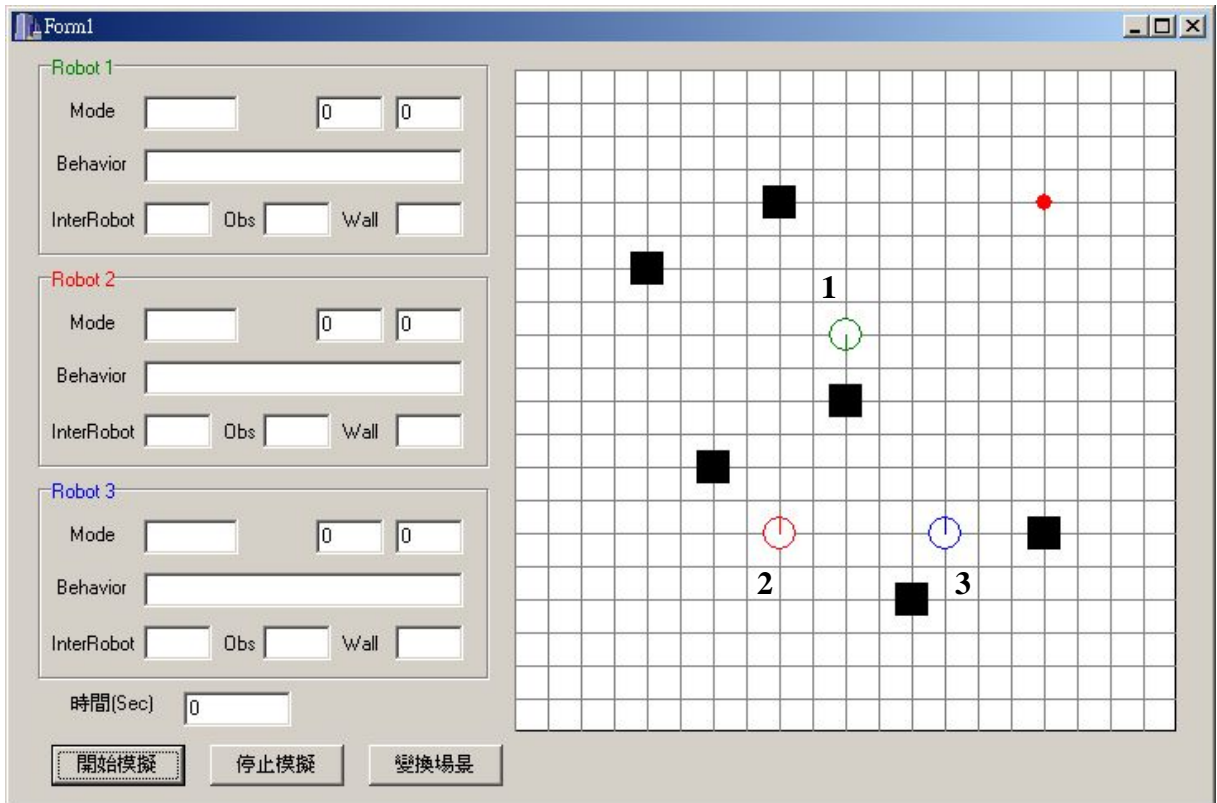 Form1
Robot 1
Mode 0 0
Behavior
InterRobot Obs Wall
Robot 2
Mode 0 0
Behavior
InterRobot Obs Wall
Robot 3
Mode 0 0
Behavior
InterRobot Obs Wall
時間(Sec) 0
開始模擬 停止模擬 變換場景
1
2
3